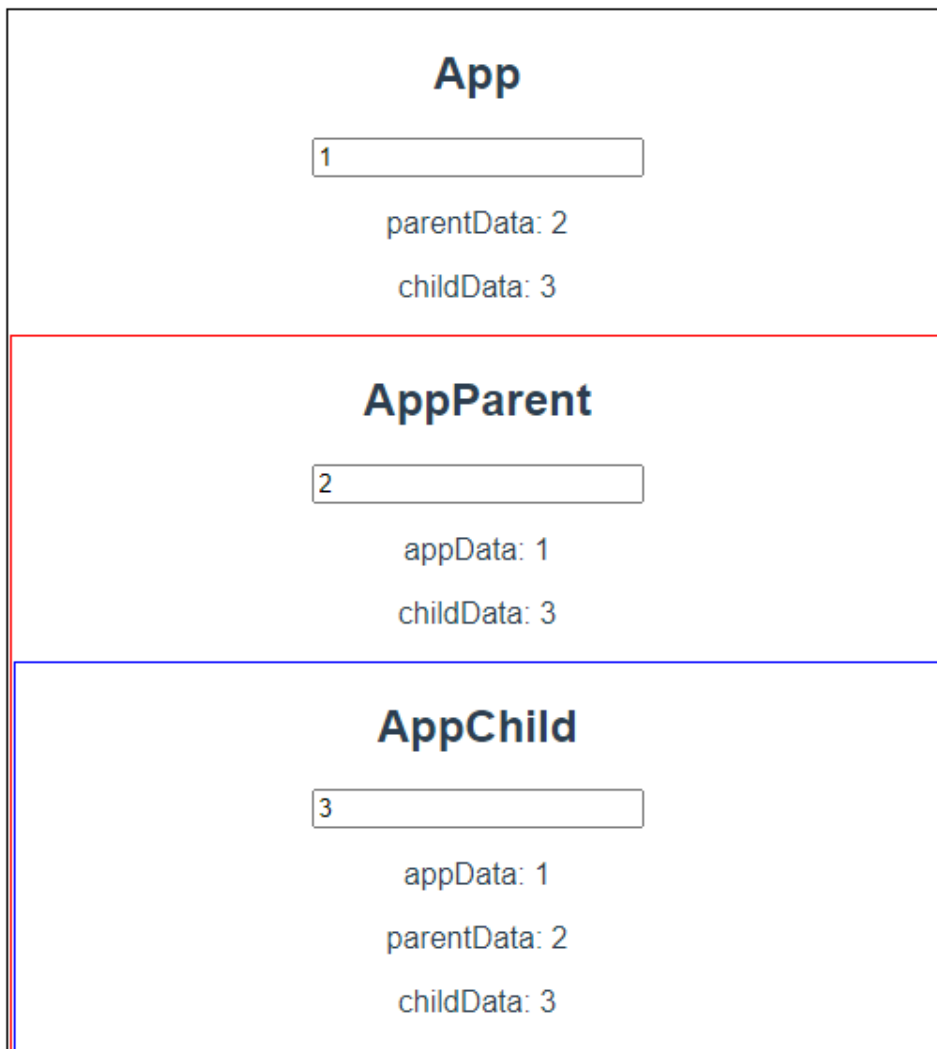 App
1
parentData: 2
childData: 3
AppParent
2
appData: 1
childData: 3
AppChild
3
appData: 1
parentData: 2
childData: 3